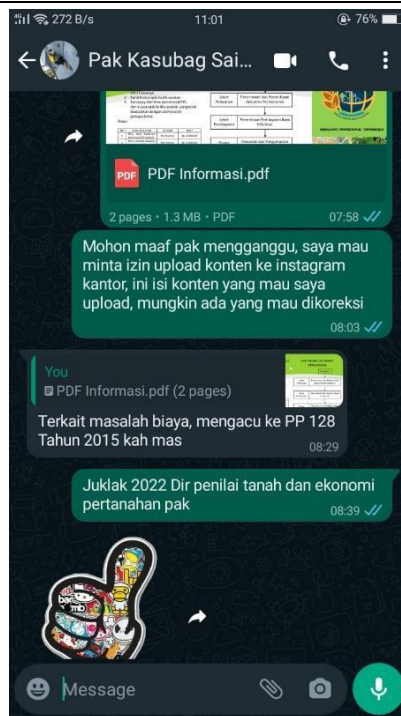 272 B/s
11:01
76%
Pak Kasubag Sai...
PDF
PDF Informasi.pdf
2 pages • 1.3 MB • PDF
07:58
Mohon maaf pak mengganggu, saya mau
minta izin upload konten ke instagram
kantor, ini isi konten yang mau saya
upload, mungkin ada yang mau dikoreksi
08:03
You
PDF Informasi.pdf (2 pages)
Terkait masalah biaya, mengacu ke PP 128
Tahun 2015 kah mas
08:29
Juklak 2022 Dir penilai tanah dan ekonomi
pertanahan pak
08:39
Message